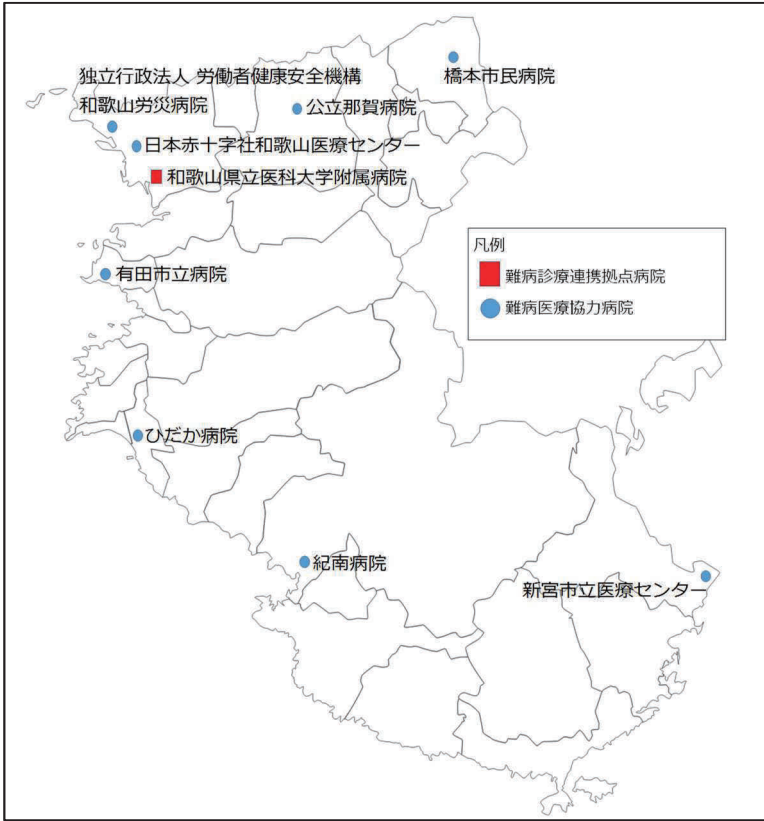 橋本市民病院
独立行政法人 労働者健康安全機構
和歌山労災病院
公立那賀病院
日本赤十字社和歌山医療センター
和歌山県立医科大学附属病院
凡例
難病診療連携拠点病院
難病医療協力病院
有田市立病院
ひだか病院
紀南病院
新宮市立医療センター